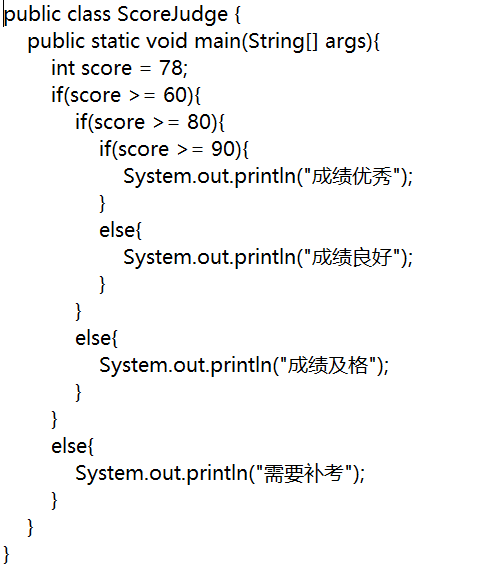 public class ScoreJudge {
public static void main(String[] args){
int score = 78;
if(score >= 60){
if(score >= 80){
if(score >= 90){
System.out.println("成绩优秀");
}
else{
System.out.println("成绩良好");
}
}
else{
System.out.println("成绩及格");
}
}
else{
System.out.println("需要补考");
}
}
}